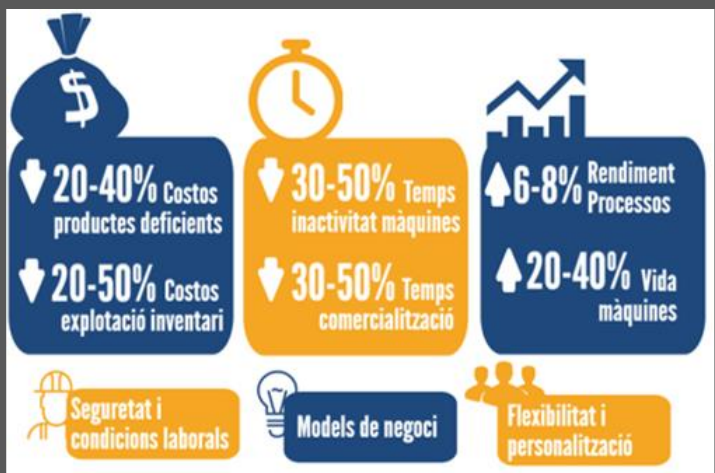 $
20-40% Costos
productes deficients
20-50% Costos
explotació inventari
30-50% Temps
inactivitat màquines
30-50% Temps
comercialització
6-8% Rendiment
Processos
20-40% Vida
màquines
Seguretat i
condicions laborals
Models de negoci
Flexibilitat i
personalització